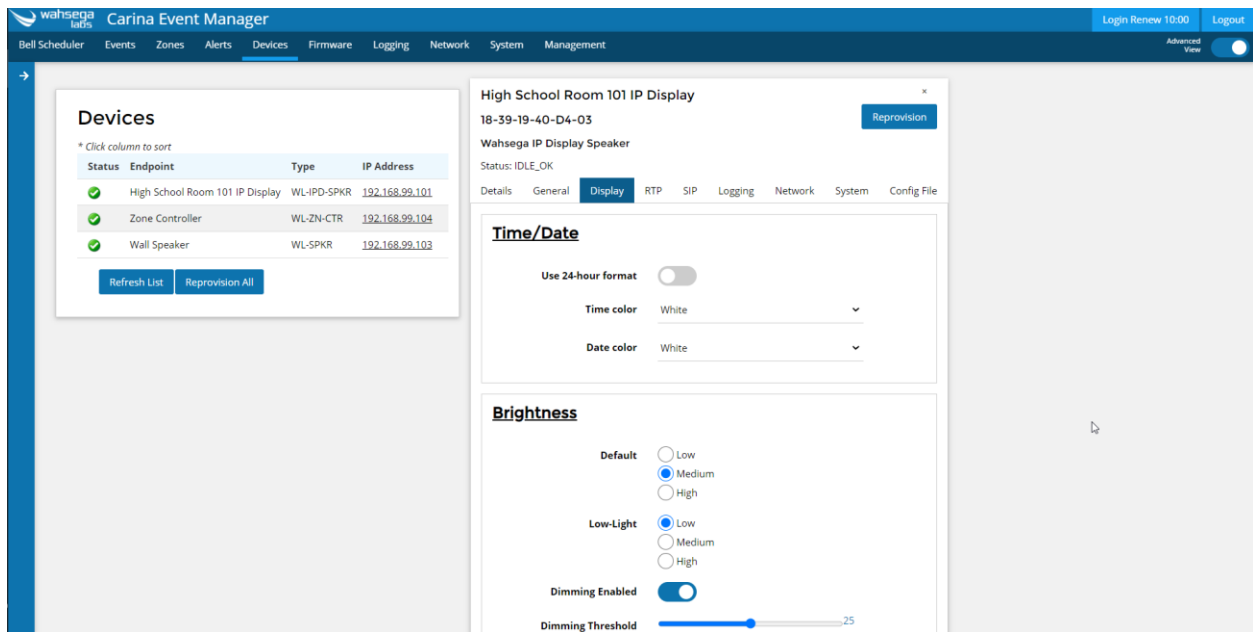 wahsega labs Carina Event Manager Login Renew 10:00 Logout
Bell Scheduler Events Zones Alerts Devices Firmware Logging Network System Management Advanced View
Devices
* Click column to sort
Status Endpoint Type IP Address
High School Room 101 IP Display WL-IPD-SPKR 192.168.99.101
Zone Controller WL-ZN-CTR 192.168.99.104
Wall Speaker WL-SPKR 192.168.99.103
Refresh List Reprovision All
High School Room 101 IP Display ×
18-39-19-40-D4-03 Reprovision
Wahsega IP Display Speaker
Status: IDLE_OK
Details General Display RTP SIP Logging Network System Config File
Time/Date
Use 24-hour format
Time color White
Date color White
Brightness
Default Low
Medium
High
Low-Light Low
Medium
High
Dimming Enabled
Dimming Threshold 25